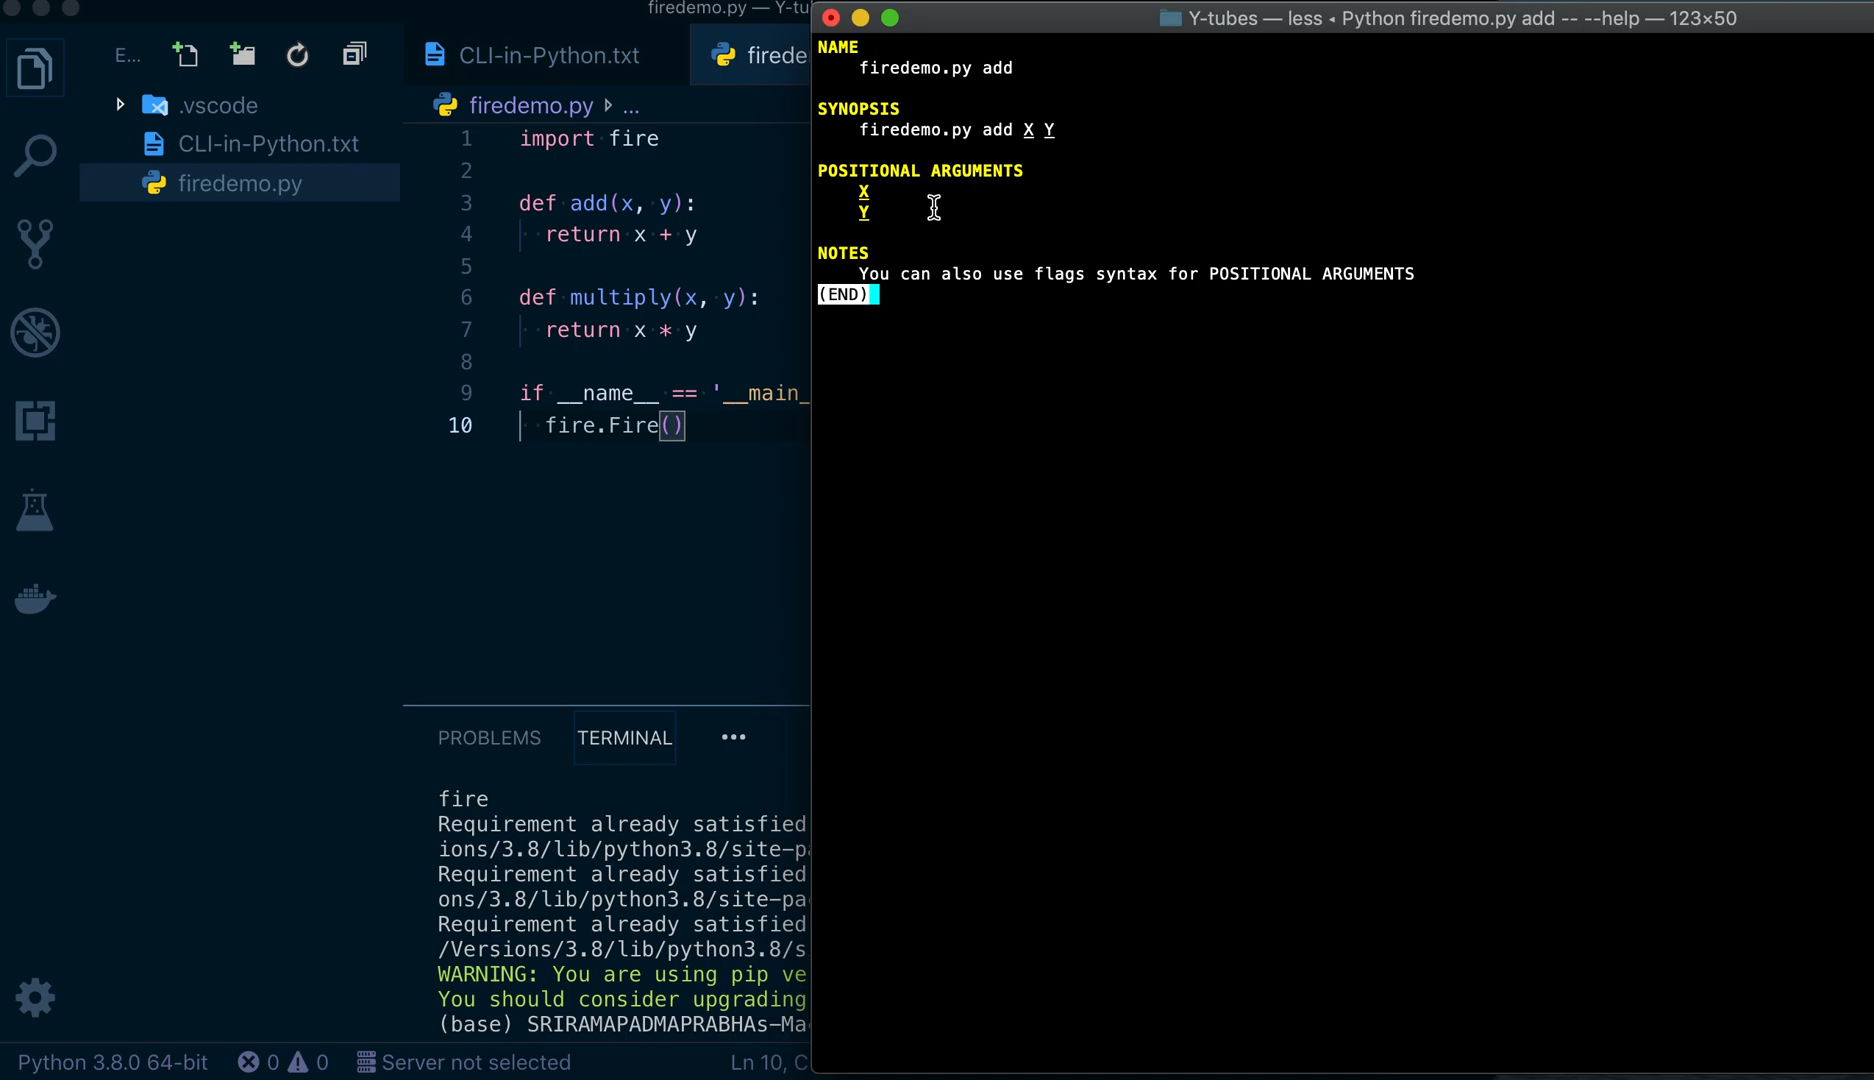 firedemo.py — Y-tu
E...
CLI-in-Python.txt
firede
.vscode
CLI-in-Python.txt
firedemo.py
firedemo.py ...
1 import fire
2
3 def add(x, y):
4 return x + y
5
6 def multiply(x, y):
7 return x * y
8
9 if __name__ == '__main_
10 fire.Fire()
PROBLEMS TERMINAL ...
fire
Requirement already satisfied
ions/3.8/lib/python3.8/site-pa
Requirement already satisfied
ons/3.8/lib/python3.8/site-pa
Requirement already satisfied
/Versions/3.8/lib/python3.8/s
WARNING: You are using pip ve
You should consider upgrading
(base) SRIRAMAPADMAPRABHAs-Ma
Python 3.8.0 64-bit 0 0 Server not selected Ln 10, C
Y-tubes — less ◂ Python firedemo.py add -- --help — 123×50
NAME
firedemo.py add
SYNOPSIS
firedemo.py add X Y
POSITIONAL ARGUMENTS
X
Y
NOTES
You can also use flags syntax for POSITIONAL ARGUMENTS
(END)